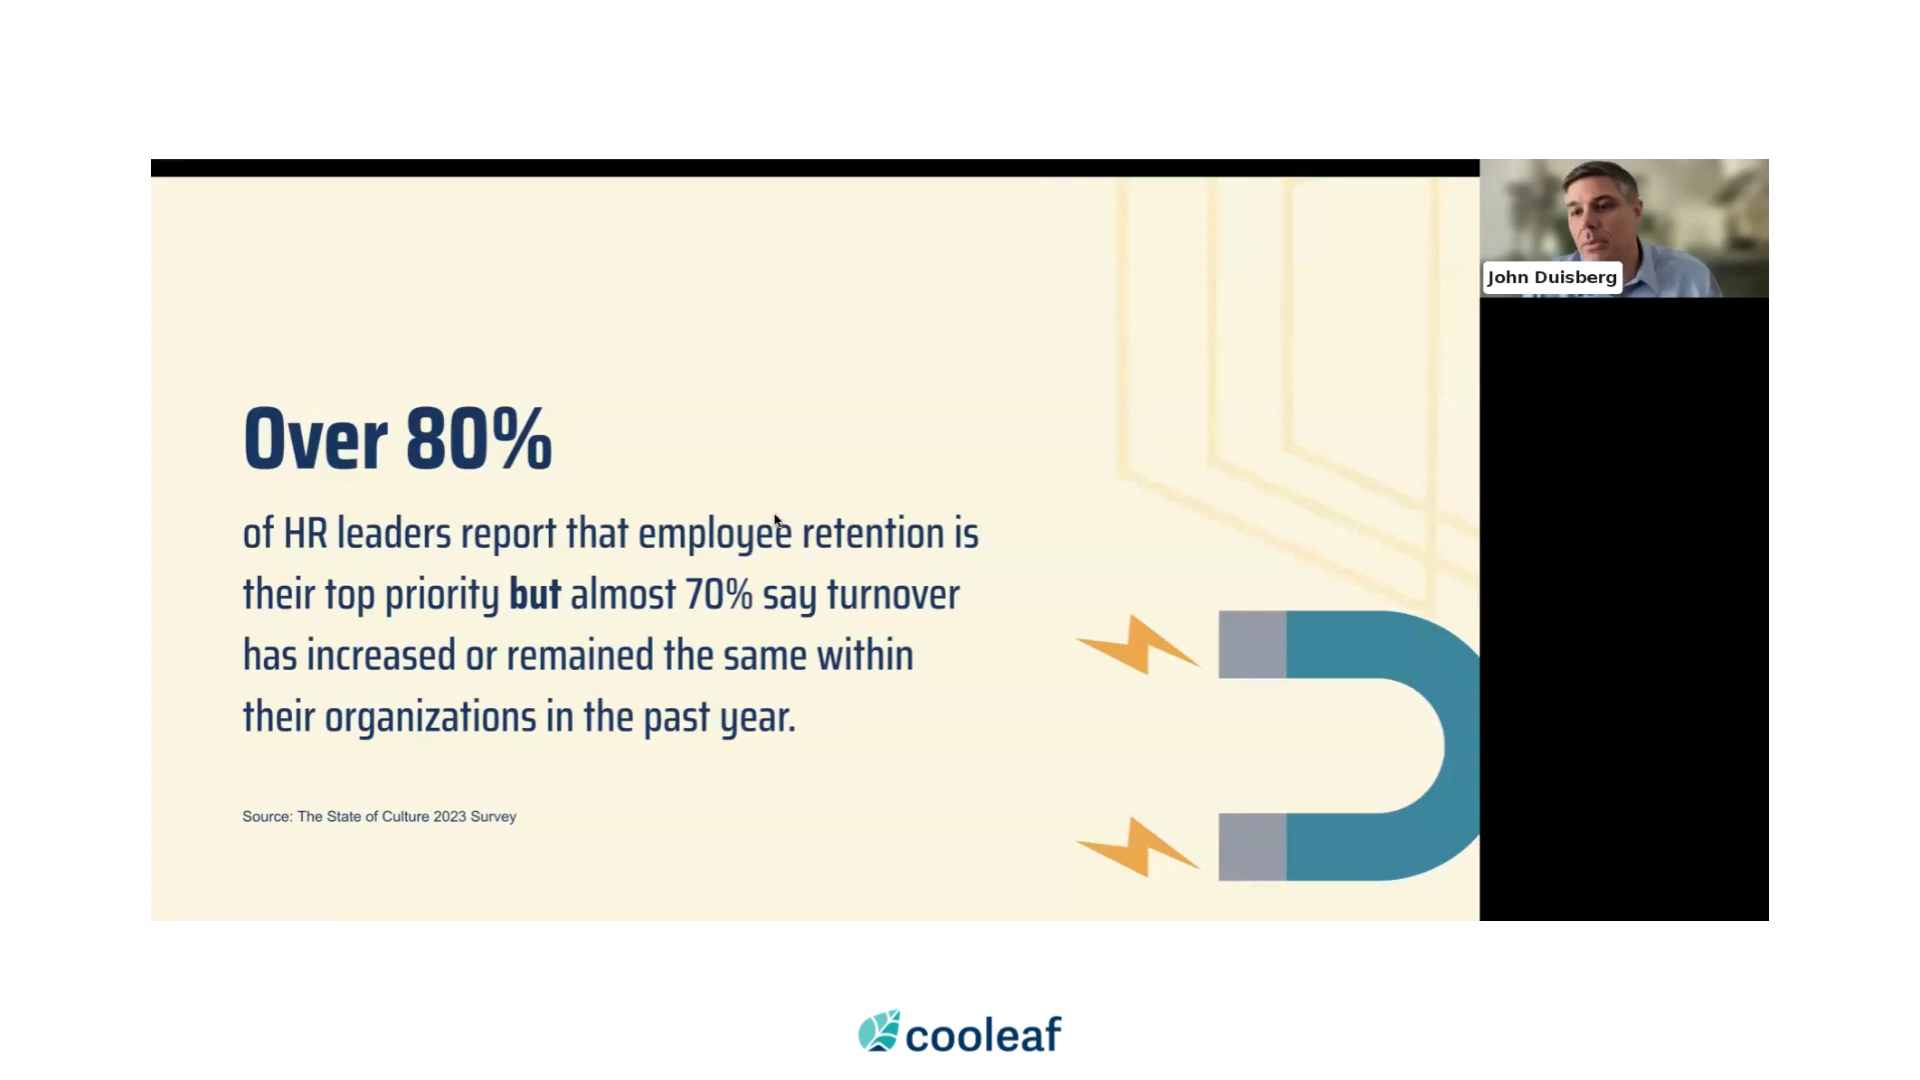 Over 80%
of HR leaders report that employee retention is
their top priority but almost 70% say turnover
has increased or remained the same within
their organizations in the past year.
Source: The State of Culture 2023 Survey
John Duisberg
cooleaf